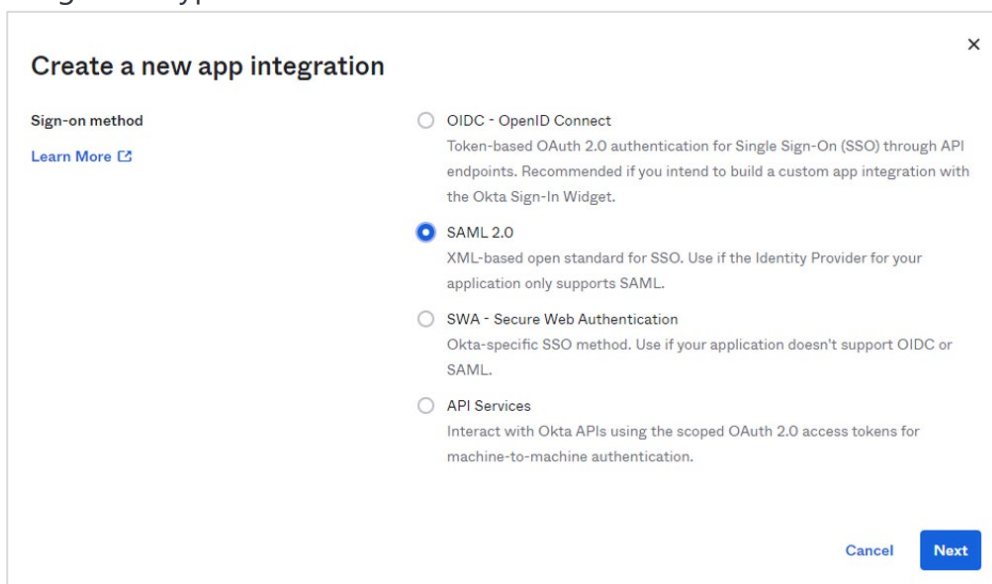 Create a new app integration
Sign-on method
Learn More
OIDC - OpenID Connect
Token-based OAuth 2.0 authentication for Single Sign-On (SSO) through API
endpoints. Recommended if you intend to build a custom app integration with
the Okta Sign-In Widget.
SAML 2.0
XML-based open standard for SSO. Use if the Identity Provider for your
application only supports SAML.
SWA - Secure Web Authentication
Okta-specific SSO method. Use if your application doesn't support OIDC or
SAML.
API Services
Interact with Okta APIs using the scoped OAuth 2.0 access tokens for
machine-to-machine authentication.
Cancel
Next